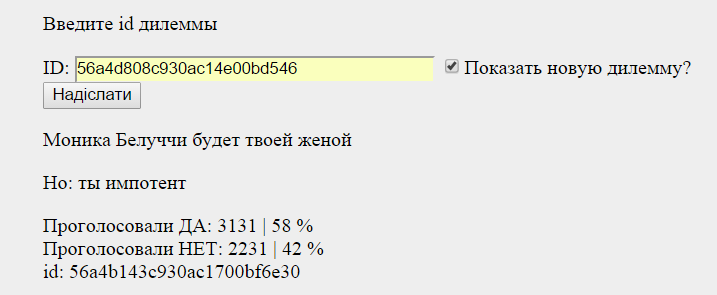 Введите id дилеммы
ID: 56a4d808c930ac14e00bd546 Показать новую дилемму?
Надіслати
Моника Белуччи будет твоей женой
Но: ты импотент
Проголосовали ДА: 3131 | 58 %
Проголосовали НЕТ: 2231 | 42 %
id: 56a4b143c930ac1700bf6e30